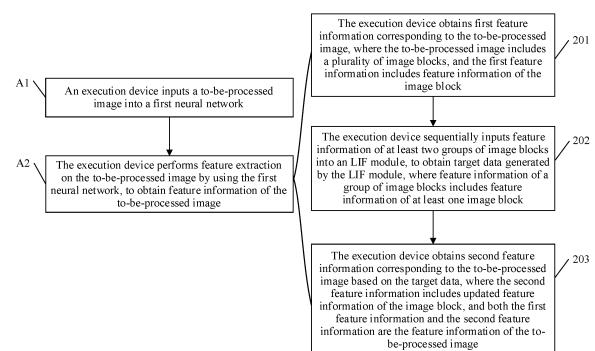 A1
An execution device inputs a to-be-processed
image into a first neural network
A2
The execution device performs feature extraction
on the to-be-processed image by using the first
neural network, to obtain feature information of the
to-be-processed image
201
The execution device obtains first feature
information corresponding to the to-be-processed
image, where the to-be-processed image includes
a plurality of image blocks, and the first feature
information includes feature information of the
image block
202
The execution device sequentially inputs feature
information of at least two groups of image blocks
into an LIF module, to obtain target data generated
by the LIF module, where feature information of a
group of image blocks includes feature
information of at least one image block
203
The execution device obtains second feature
information corresponding to the to-be-processed
image based on the target data, where the second
feature information includes updated feature
information of the image block, and both the first
feature information and the second feature
information are the feature information of the to-
be-processed image